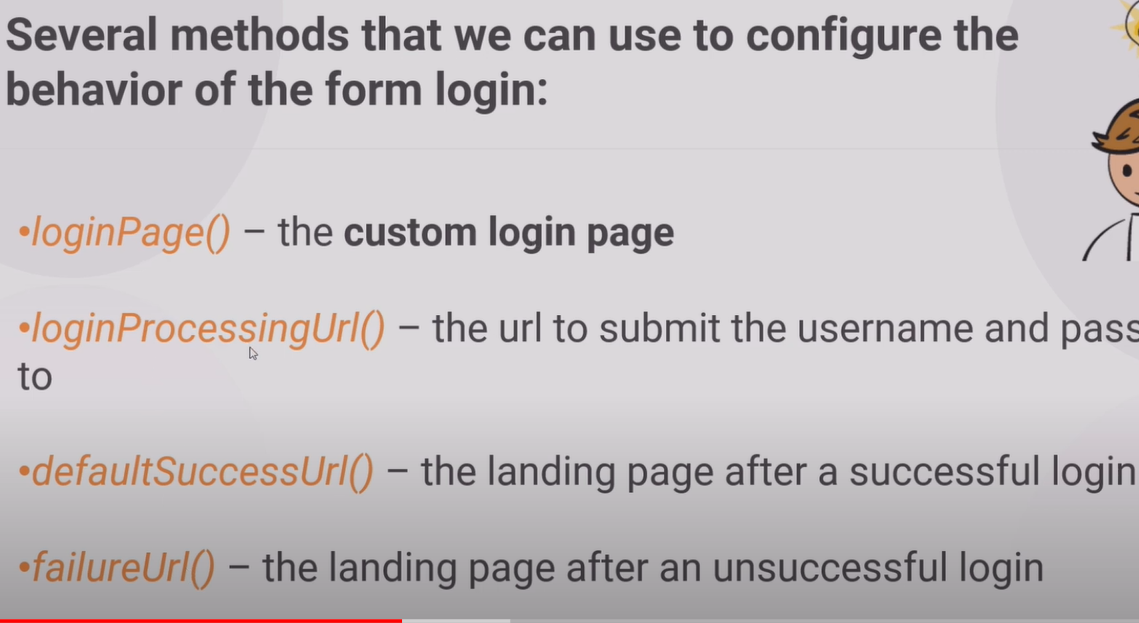 Several methods that we can use to configure the
behavior of the form login:
•loginPage() – the custom login page
•loginProcessingUrl() – the url to submit the username and pass
to
•defaultSuccessUrl() – the landing page after a successful login
•failureUrl() – the landing page after an unsuccessful login